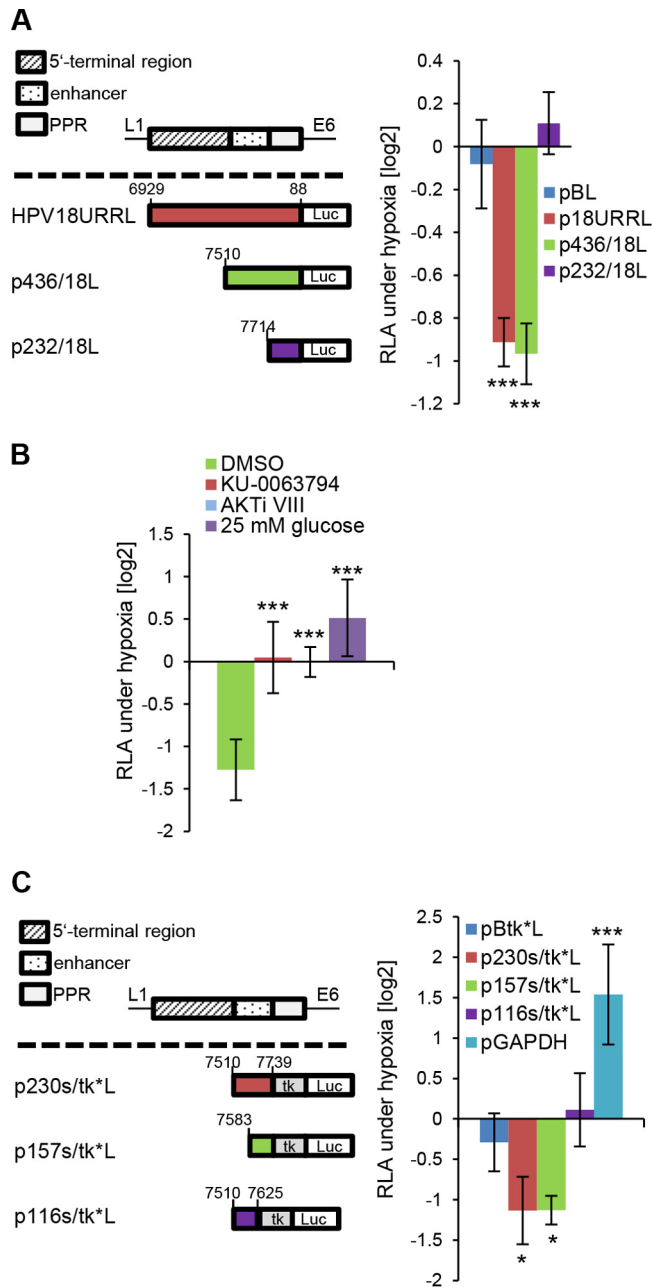 A
5'-terminal region
enhancer
PPR
L1 E6
6929 88
HPV18URRL Luc
7510
p436/18L Luc
7714
p232/18L Luc
RLA under hypoxia [log2]
0.4
0.2
0
-0.2
-0.4
-0.6
-0.8
-1
-1.2
pBL
p18URRL
p436/18L
p232/18L
***
***
B
DMSO
KU-0063794
AKTi VIII
25 mM glucose
RLA under hypoxia [log2]
1.5
1
0.5
0
-0.5
-1
-1.5
-2
***
***
***
C
5'-terminal region
enhancer
PPR
L1 E6
7510 7739
p230s/tk*L tk Luc
7583
p157s/tk*L tk Luc
7510 7625
p116s/tk*L tk Luc
RLA under hypoxia [log2]
2.5
2
1.5
1
0.5
0
-0.5
-1
-1.5
-2
pBtk*L
p230s/tk*L
p157s/tk*L
p116s/tk*L
pGAPDH
***
*
*